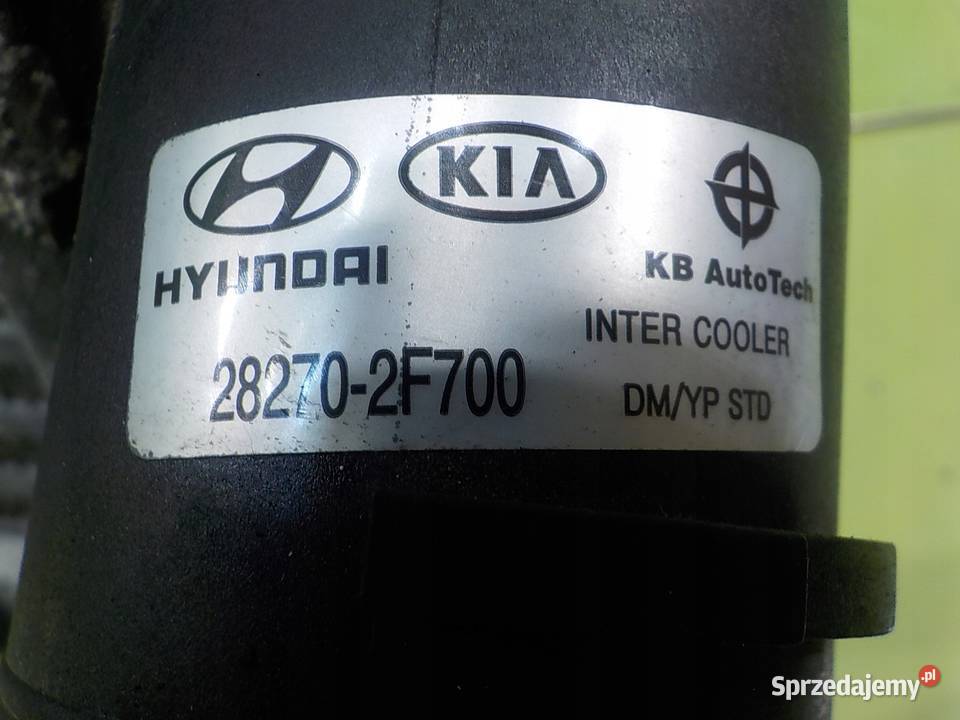 KIA
HYUNDAI
KB AutoTech
INTER COOLER
28270-2F700
DM/YP STD
Sprzedajemy.pl